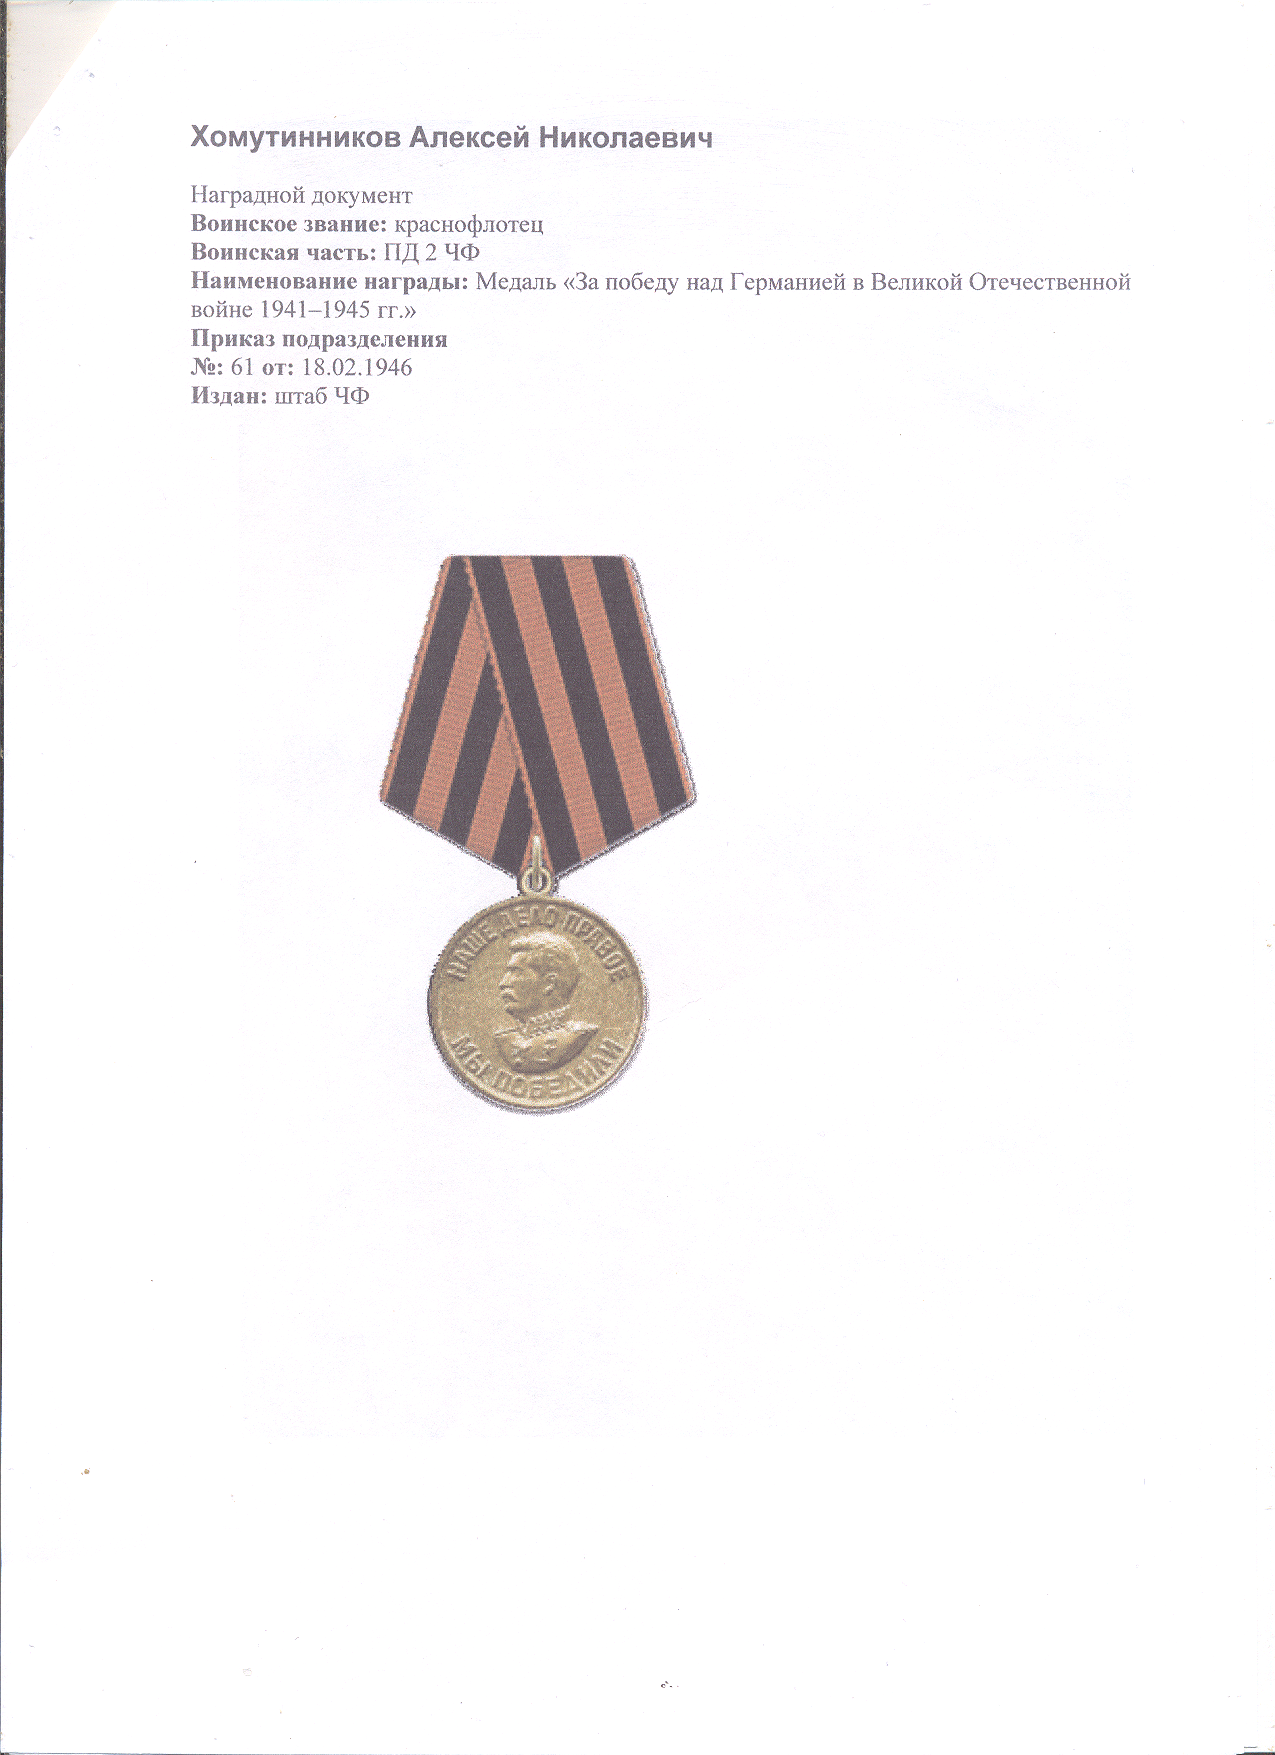 Хомутинников Алексей Николаевич
Наградной документ
Воинское звание: краснофлотец
Воинская часть: ПД 2 ЧФ
Наименование награды: Медаль «За победу над Германией в Великой Отечественной
войне 1941–1945 гг.»
Приказ подразделения
№: 61 от: 18.02.1946
Издан: штаб ЧФ
НАШЕ ДЕЛО ПРАВОЕ
МЫ ПОБЕДИЛИ